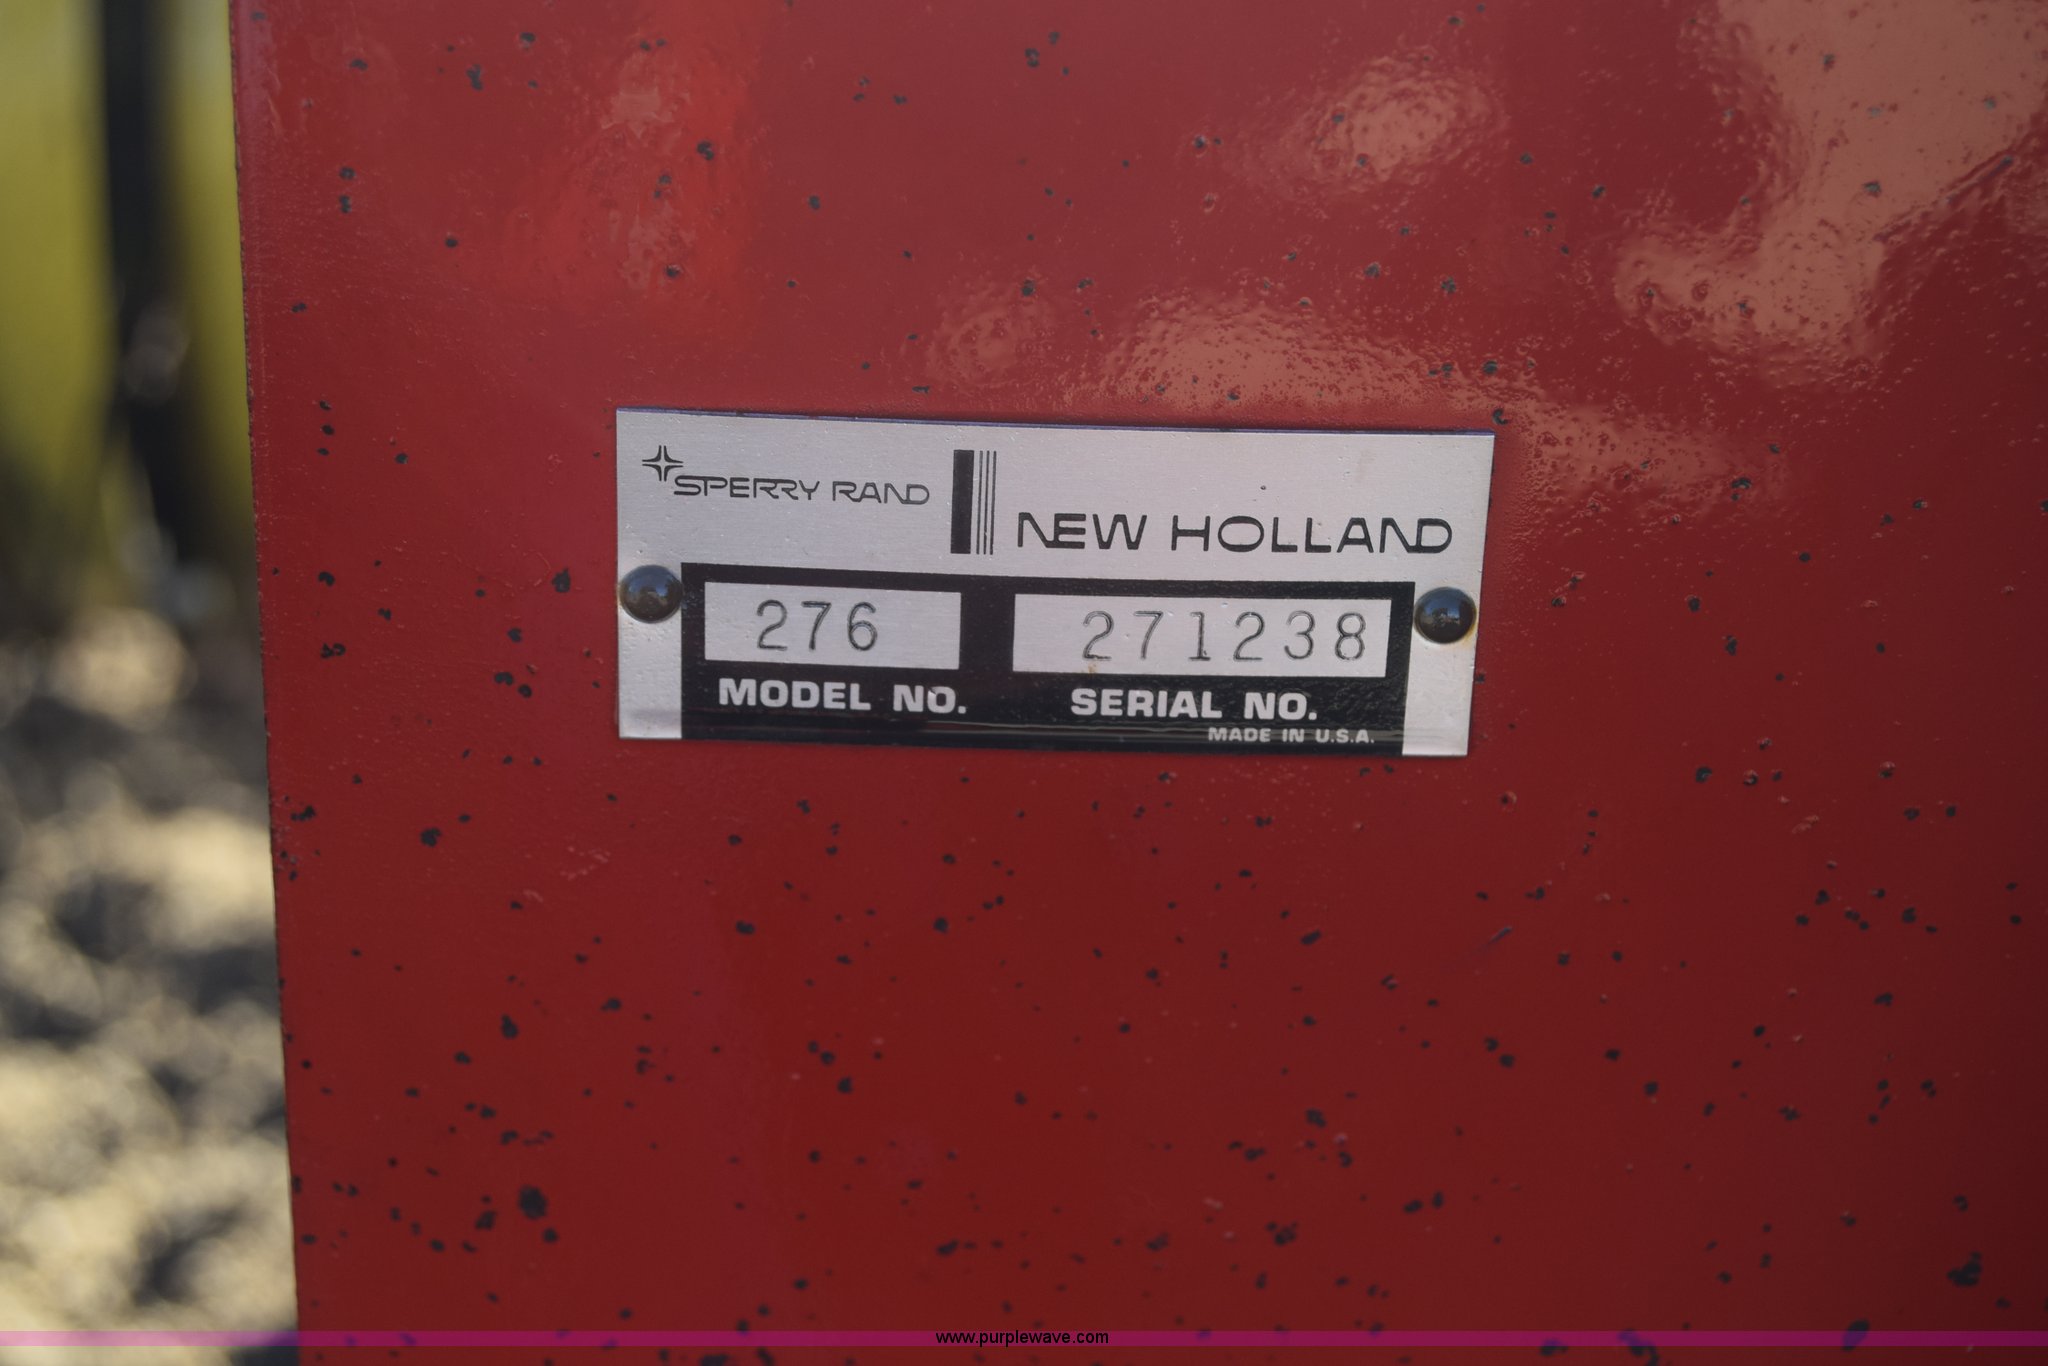 SPERRY RAND
NEW HOLLAND
276 271238
MODEL NO. SERIAL NO.
MADE IN U.S.A.
www.purplewave.com